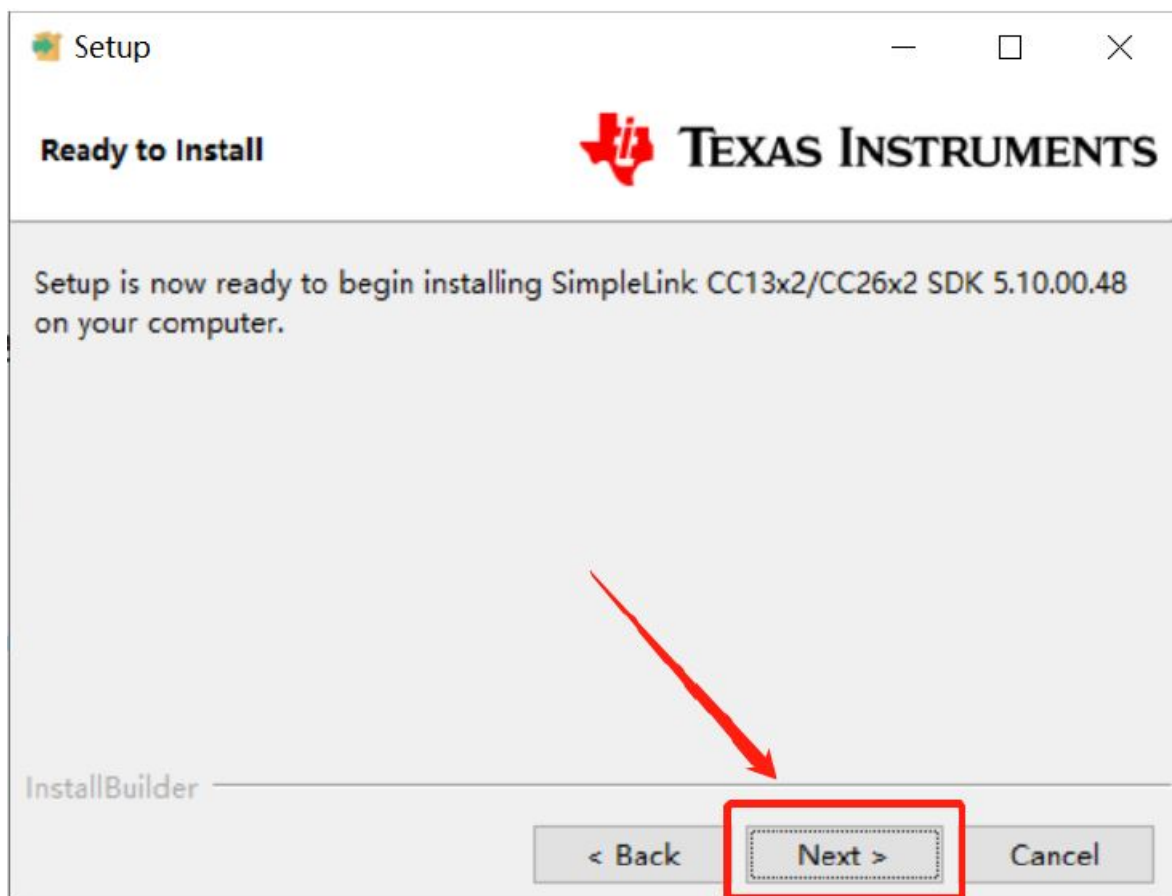 Setup
Ready to Install
TEXAS INSTRUMENTS
Setup is now ready to begin installing SimpleLink CC13x2/CC26x2 SDK 5.10.00.48
on your computer.
InstallBuilder
< Back
Next >
Cancel